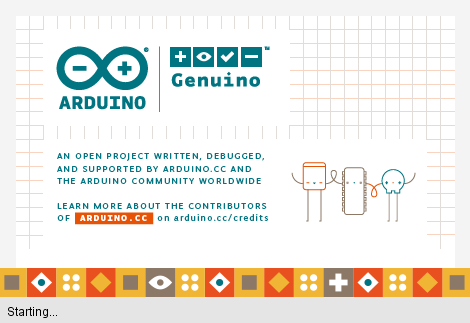 ARDUINO
Genuino
AN OPEN PROJECT WRITTEN, DEBUGGED,
AND SUPPORTED BY ARDUINO.CC AND
THE ARDUINO COMMUNITY WORLDWIDE
LEARN MORE ABOUT THE CONTRIBUTORS
OF ARDUINO.CC on arduino.cc/credits
Starting...